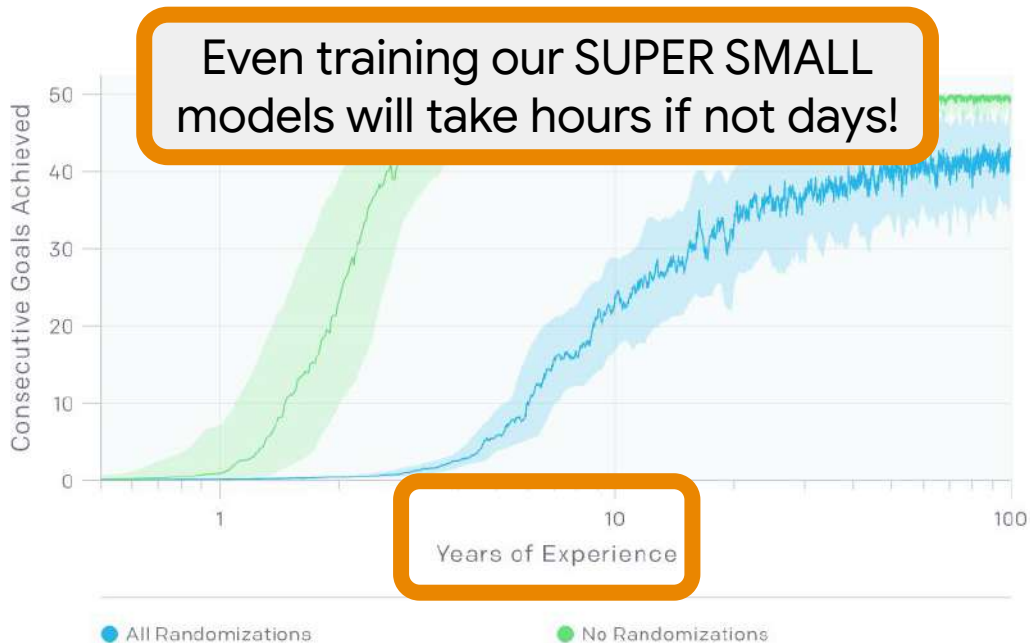 Even training our SUPER SMALL
models will take hours if not days!
Consecutive Goals Achieved
50
40
30
20
10
0
1
10
100
Years of Experience
All Randomizations
No Randomizations